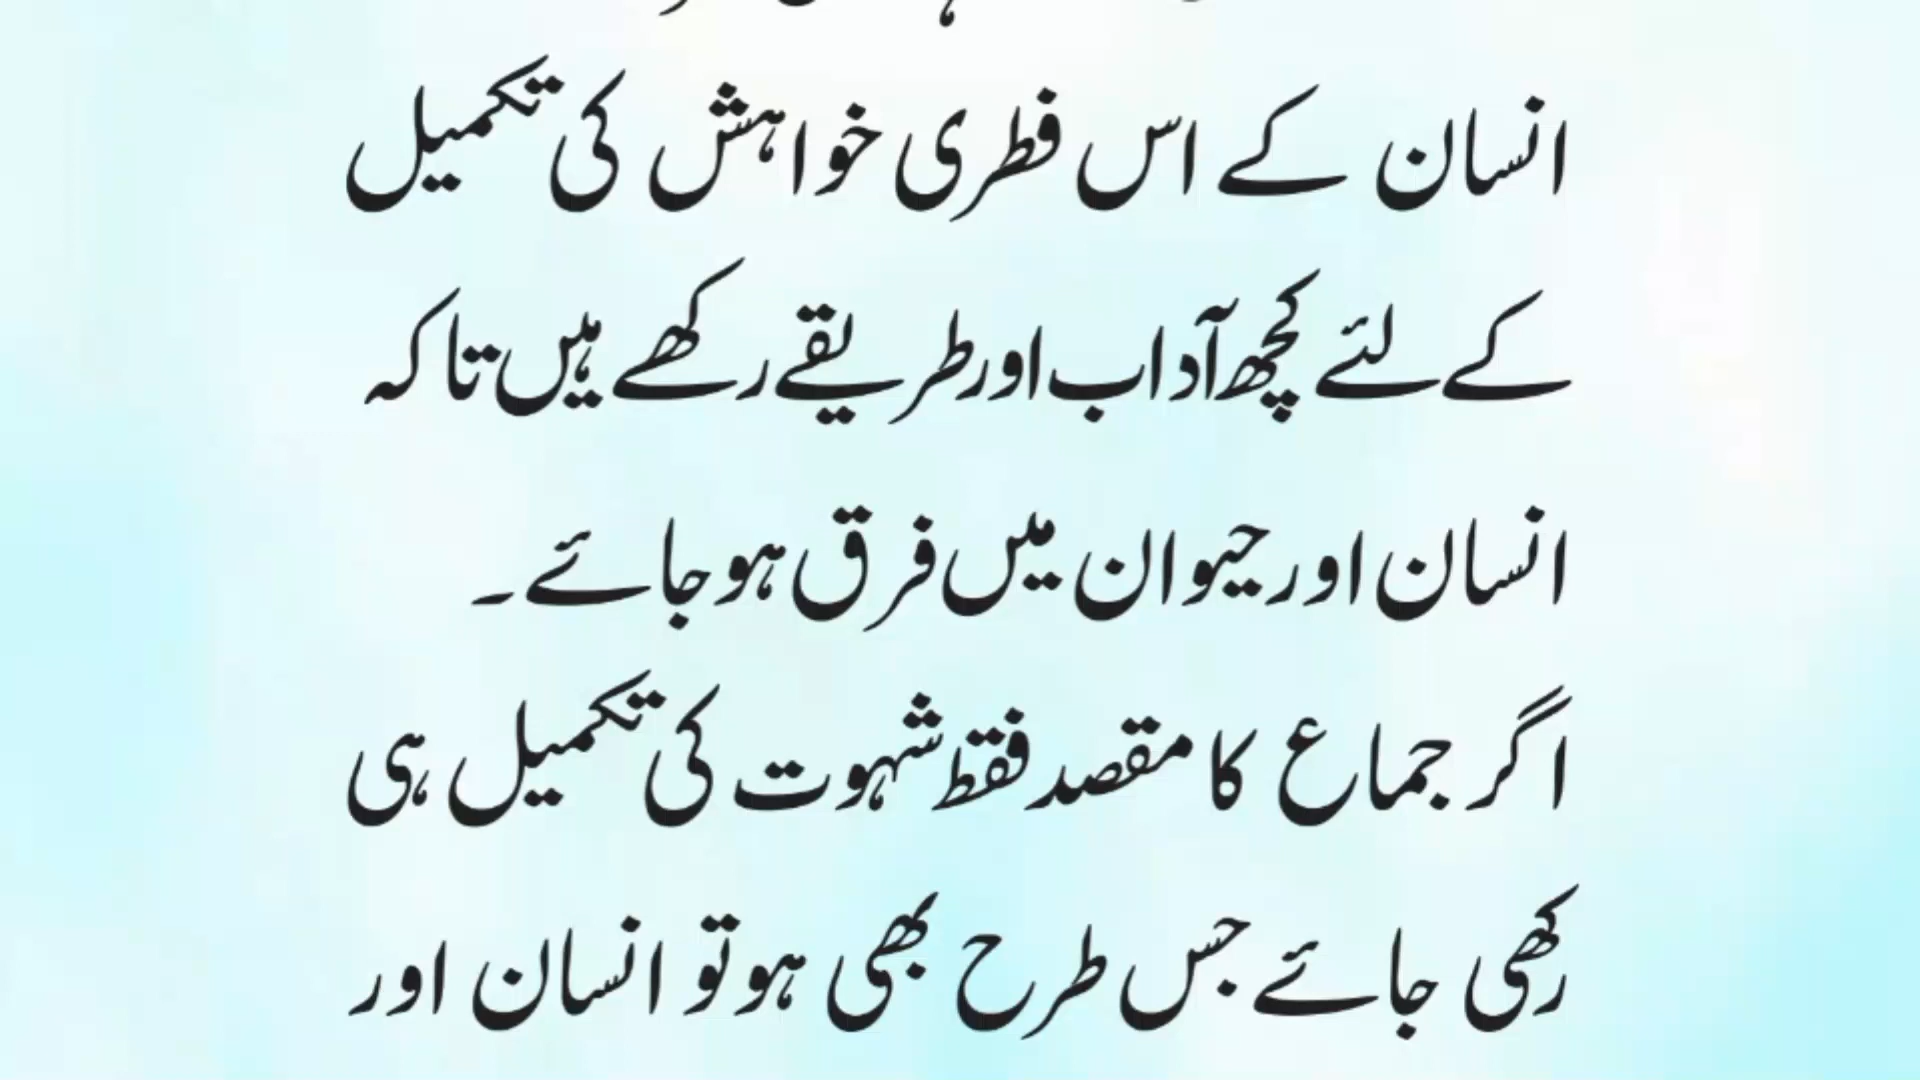 انسان کے اس فطری خواہش کی تکمیل
کے لئے کچھ آداب اور طریقے رکھے ہیں تاکہ
انسان اور حیوان میں فرق ہو جائے۔
اگر جماع کا مقصد فقط شہوت کی تکمیل ہی
رکھی جائے جس طرح بھی ہو تو انسان اور